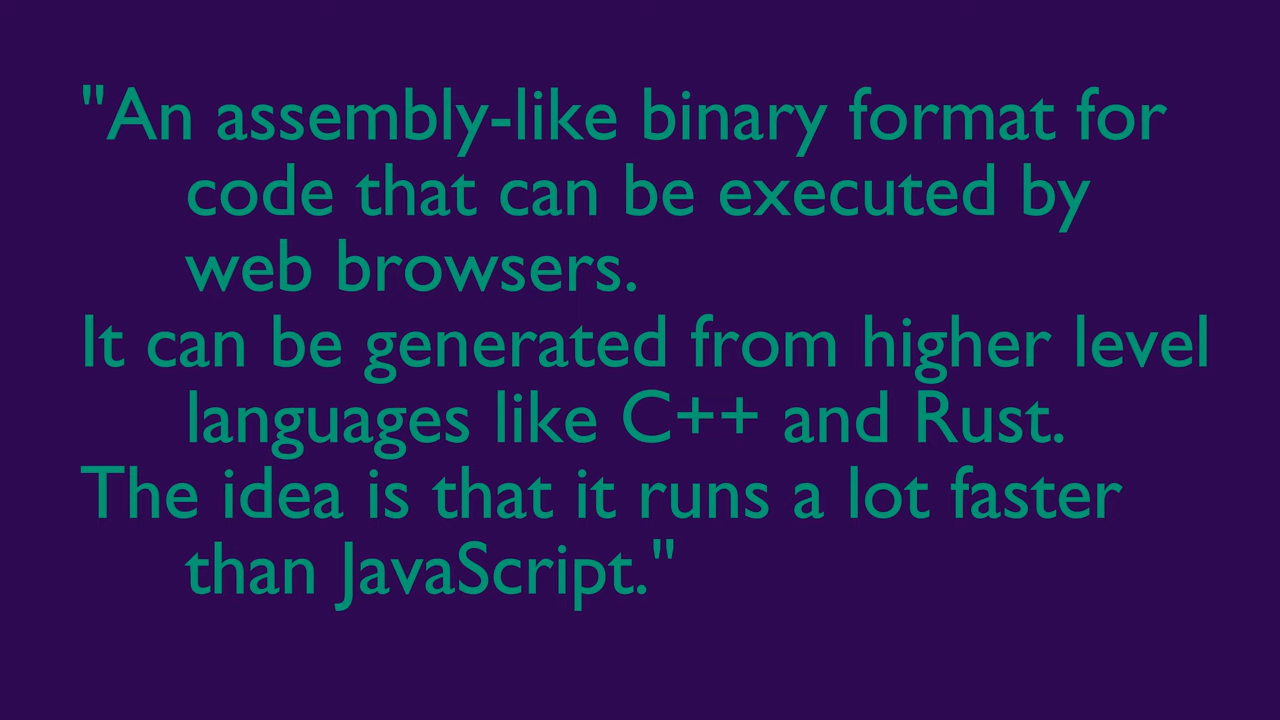 "An assembly-like binary format for
code that can be executed by
web browsers.
It can be generated from higher level
languages like C++ and Rust.
The idea is that it runs a lot faster
than JavaScript."